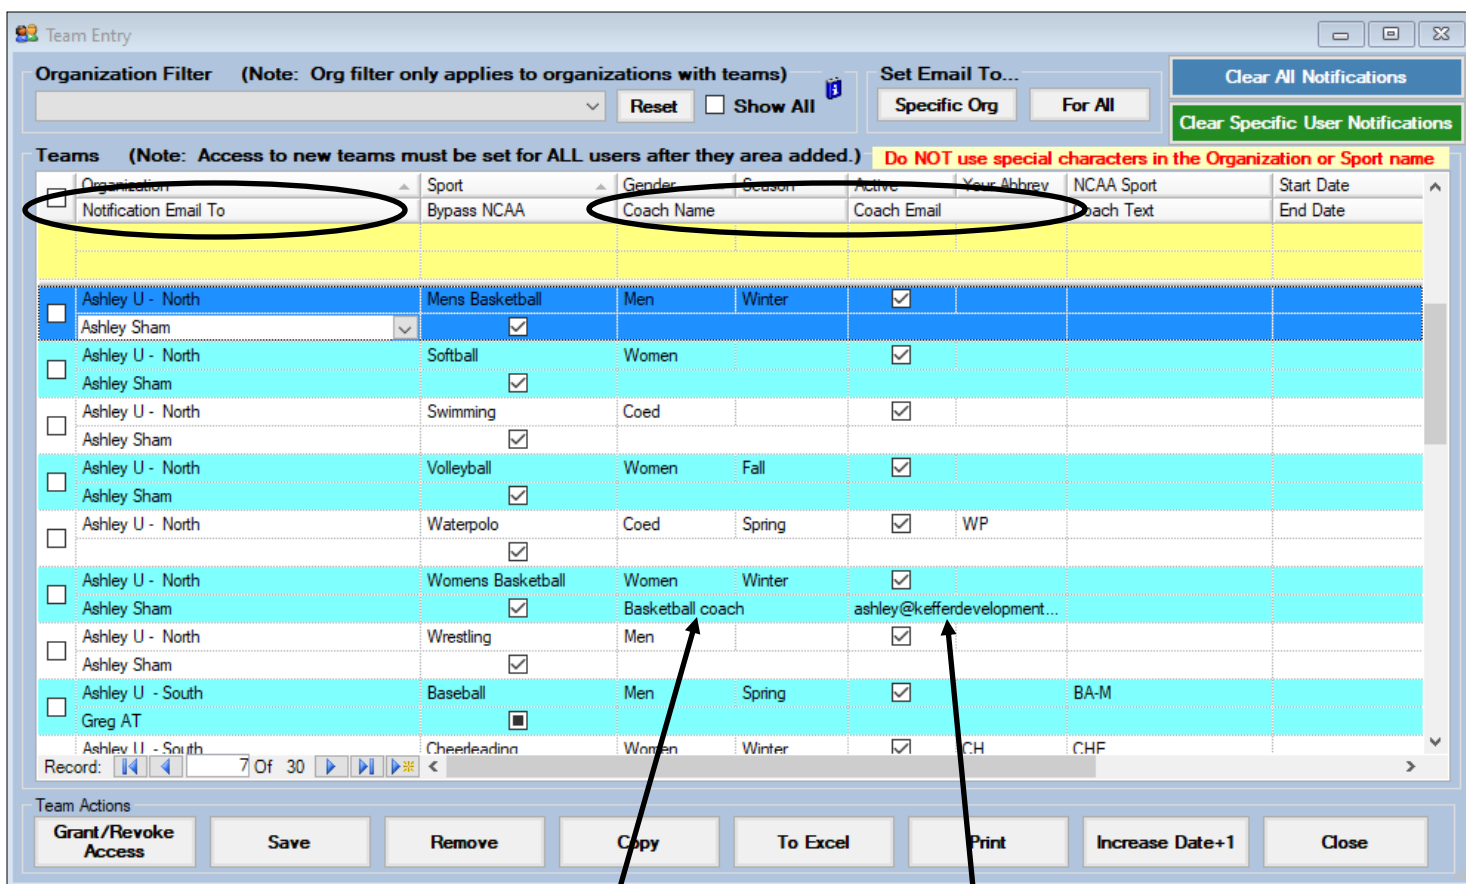 Team Entry
Organization Filter (Note: Org filter only applies to organizations with teams)
Reset Show All
Set Email To...
Specific Org For All
Clear All Notifications
Clear Specific User Notifications
Teams (Note: Access to new teams must be set for ALL users after they area added.) Do NOT use special characters in the Organization or Sport name
Organization Sport Gender Season Active Your Abbrev NCAA Sport Start Date
Notification Email To Bypass NCAA Coach Name Coach Email Coach Text End Date
Ashley U - North Mens Basketball Men Winter
Ashley Sham
Ashley U - North Softball Women
Ashley Sham
Ashley U - North Swimming Coed
Ashley Sham
Ashley U - North Volleyball Women Fall
Ashley Sham
Ashley U - North Waterpolo Coed Spring WP
Ashley U - North Womens Basketball Women Winter
Ashley Sham Basketball coach ashley@kefferdevelopment...
Ashley U - North Wrestling Men
Ashley Sham
Ashley U - South Baseball Men Spring BA-M
Greg AT
Ashley U - South Cheerleading Women Winter CH CHE
Record: 7 Of 30
Team Actions
Grant/Revoke Access Save Remove Copy To Excel Print Increase Date+1 Close